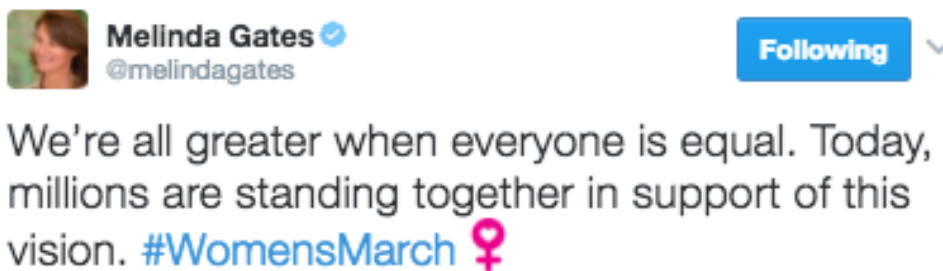 Melinda Gates
@melindagates
Following
We're all greater when everyone is equal. Today,
millions are standing together in support of this
vision. #WomensMarch